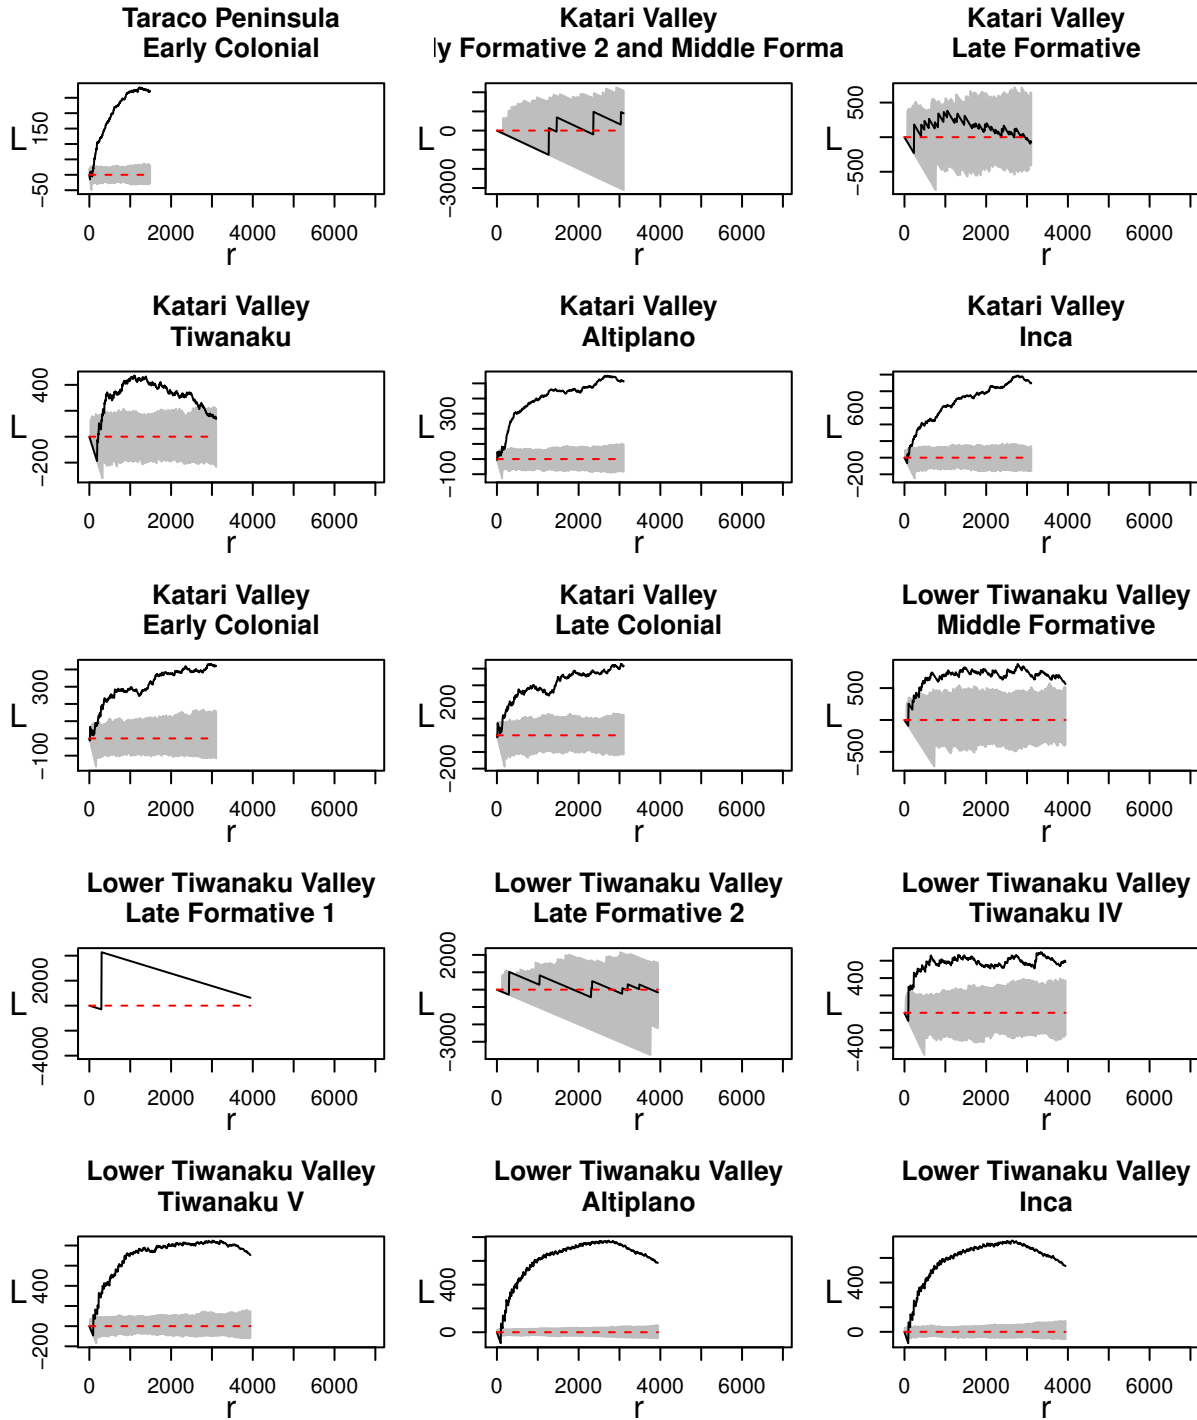 Taraco Peninsula
Early Colonial
L
150
-50
0 2000 4000 6000
r
Katari Valley
ly Formative 2 and Middle Forma
L
0
-3000
0 2000 4000 6000
r
Katari Valley
Late Formative
L
500
-500
0 2000 4000 6000
r
Katari Valley
Tiwanaku
L
400
-200
0 2000 4000 6000
r
Katari Valley
Altiplano
L
300
-100
0 2000 4000 6000
r
Katari Valley
Inca
L
600
-200
0 2000 4000 6000
r
Katari Valley
Early Colonial
L
300
-100
0 2000 4000 6000
r
Katari Valley
Late Colonial
L
200
-200
0 2000 4000 6000
r
Lower Tiwanaku Valley
Middle Formative
L
500
-500
0 2000 4000 6000
r
Lower Tiwanaku Valley
Late Formative 1
L
2000
-4000
0 2000 4000 6000
r
Lower Tiwanaku Valley
Late Formative 2
L
2000
-3000
0 2000 4000 6000
r
Lower Tiwanaku Valley
Tiwanaku IV
L
400
-400
0 2000 4000 6000
r
Lower Tiwanaku Valley
Tiwanaku V
L
400
-200
0 2000 4000 6000
r
Lower Tiwanaku Valley
Altiplano
L
400
0
0 2000 4000 6000
r
Lower Tiwanaku Valley
Inca
L
400
0
0 2000 4000 6000
r